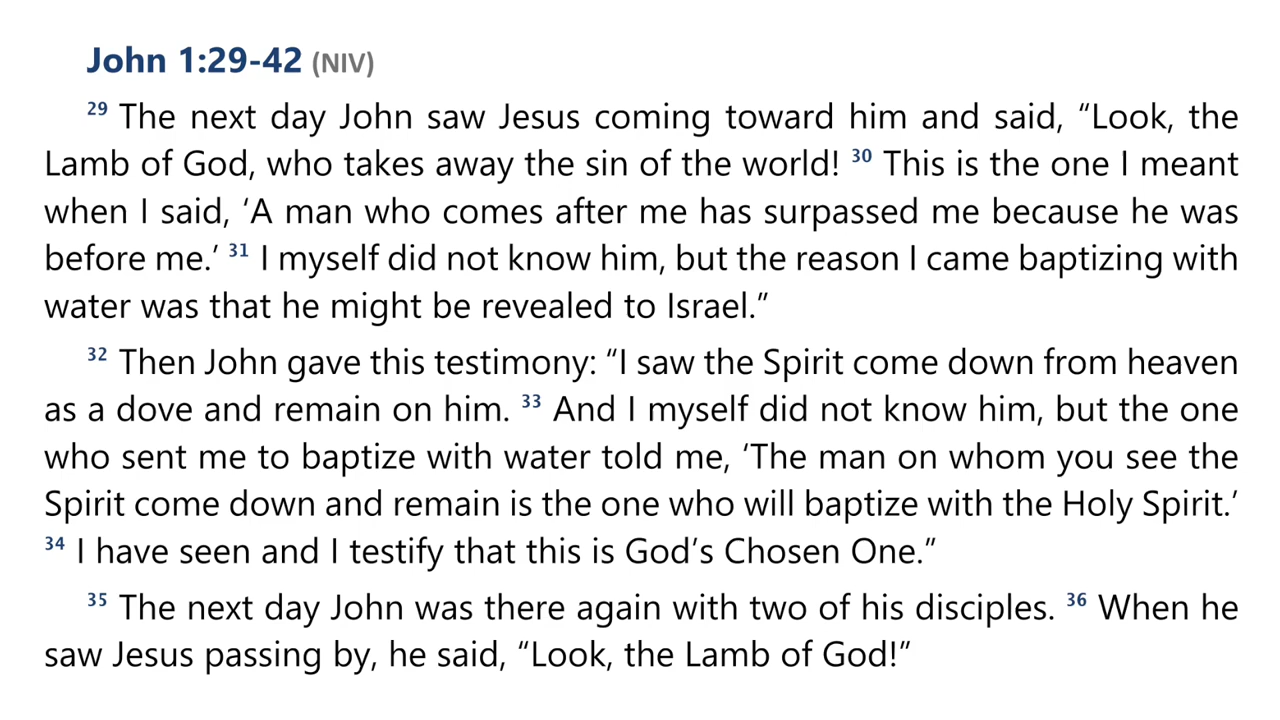 John 1:29-42 (NIV)
29 The next day John saw Jesus coming toward him and said, “Look, the
Lamb of God, who takes away the sin of the world! 30 This is the one I meant
when I said, ‘A man who comes after me has surpassed me because he was
before me.’ 31 I myself did not know him, but the reason I came baptizing with
water was that he might be revealed to Israel.”
32 Then John gave this testimony: “I saw the Spirit come down from heaven
as a dove and remain on him. 33 And I myself did not know him, but the one
who sent me to baptize with water told me, ‘The man on whom you see the
Spirit come down and remain is the one who will baptize with the Holy Spirit.’
34 I have seen and I testify that this is God’s Chosen One.”
35 The next day John was there again with two of his disciples. 36 When he
saw Jesus passing by, he said, “Look, the Lamb of God!”